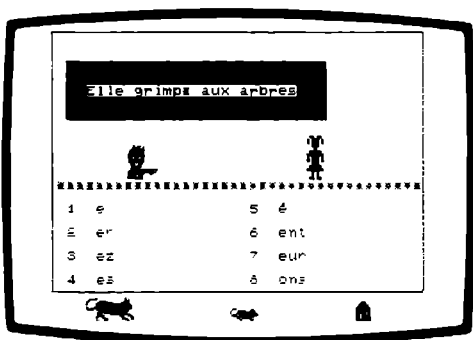 Elle grimpe aux arbres
1 e 5 é
2 er 6 ent
3 ez 7 eur
4 es 8 ons